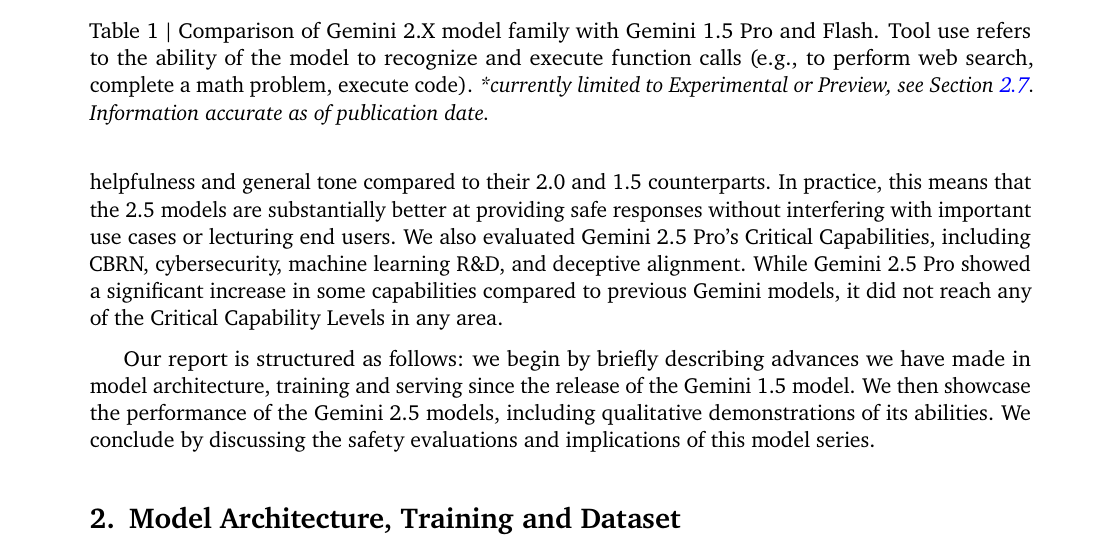 Table 1 | Comparison of Gemini 2.X model family with Gemini 1.5 Pro and Flash. Tool use refers
to the ability of the model to recognize and execute function calls (e.g., to perform web search,
complete a math problem, execute code). *currently limited to Experimental or Preview, see Section 2.7.
Information accurate as of publication date.
helpfulness and general tone compared to their 2.0 and 1.5 counterparts. In practice, this means that
the 2.5 models are substantially better at providing safe responses without interfering with important
use cases or lecturing end users. We also evaluated Gemini 2.5 Pro’s Critical Capabilities, including
CBRN, cybersecurity, machine learning R&D, and deceptive alignment. While Gemini 2.5 Pro showed
a significant increase in some capabilities compared to previous Gemini models, it did not reach any
of the Critical Capability Levels in any area.
Our report is structured as follows: we begin by briefly describing advances we have made in
model architecture, training and serving since the release of the Gemini 1.5 model. We then showcase
the performance of the Gemini 2.5 models, including qualitative demonstrations of its abilities. We
conclude by discussing the safety evaluations and implications of this model series.
2. Model Architecture, Training and Dataset